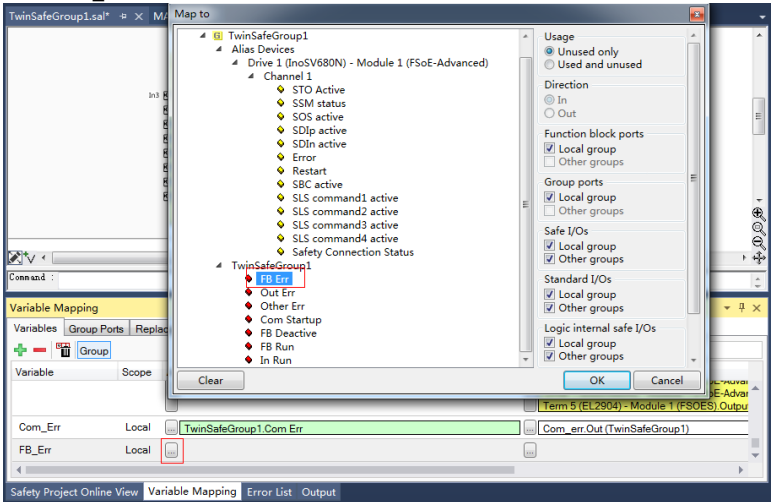 TwinSafeGroup1.sal*
MA
Map to
In3
TwinSafeGroup1
Alias Devices
Drive 1 (InoSV680N) - Module 1 (FSoE-Advanced)
Channel 1
STO Active
SSM status
SOS active
SDIp active
SDIn active
Error
Restart
SBC active
SLS command1 active
SLS command2 active
SLS command3 active
SLS command4 active
Safety Connection Status
TwinSafeGroup1
FB Err
Out Err
Other Err
Com Startup
FB Deactive
FB Run
In Run
Usage
Unused only
Used and unused
Direction
In
Out
Function block ports
Local group
Other groups
Group ports
Local group
Other groups
Safe I/Os
Local group
Other groups
Standard I/Os
Local group
Other groups
Logic internal safe I/Os
Local group
Other groups
Clear
OK
Cancel
Command :
Variable Mapping
Variables
Group Ports
Replac
Group
Variable
Scope
Term 5 (EL2904) - Module 1 (FSOES).Outpu
Com_Err
Local
TwinSafeGroup1.Com Err
Com_err.Out (TwinSafeGroup1)
FB_Err
Local
Safety Project Online View
Variable Mapping
Error List
Output